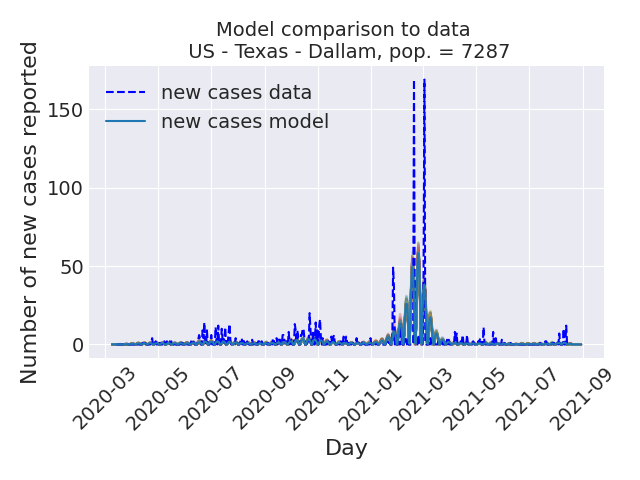 Model comparison to data
US - Texas - Dallam, pop. = 7287
Number of new cases reported
150
100
50
0
new cases data
new cases model
2020-03
2020-05
2020-07
2020-09
2020-11
2021-01
2021-03
2021-05
2021-07
2021-09
Day